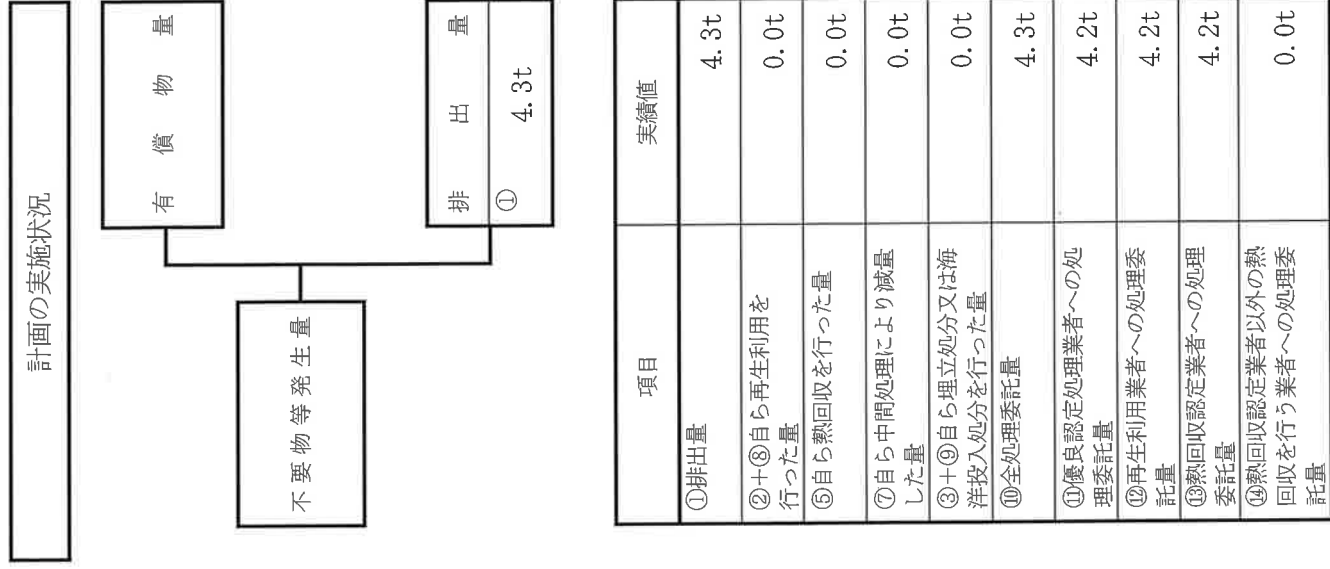 計画の実施状況
有償物量
不要物等発生量
排出量
①
4.3t
項目 実績値
①排出量 4.3t
②+⑧自ら再生利用を
行った量 0.0t
⑤自ら熱回収を行った量 0.0t
⑦自ら中間処理により減量
した量 0.0t
③+⑨自ら埋立処分又は海
洋投入処分を行った量 0.0t
⑩全処理委託量 4.3t
⑪優良認定処理業者への処
理委託量 4.2t
⑫再生利用業者への処理委
託量 4.2t
⑬熱回収認定業者への処理
委託量 4.2t
⑭熱回収認定業者以外の熱
回収を行う業者への処理委
託量 0.0t